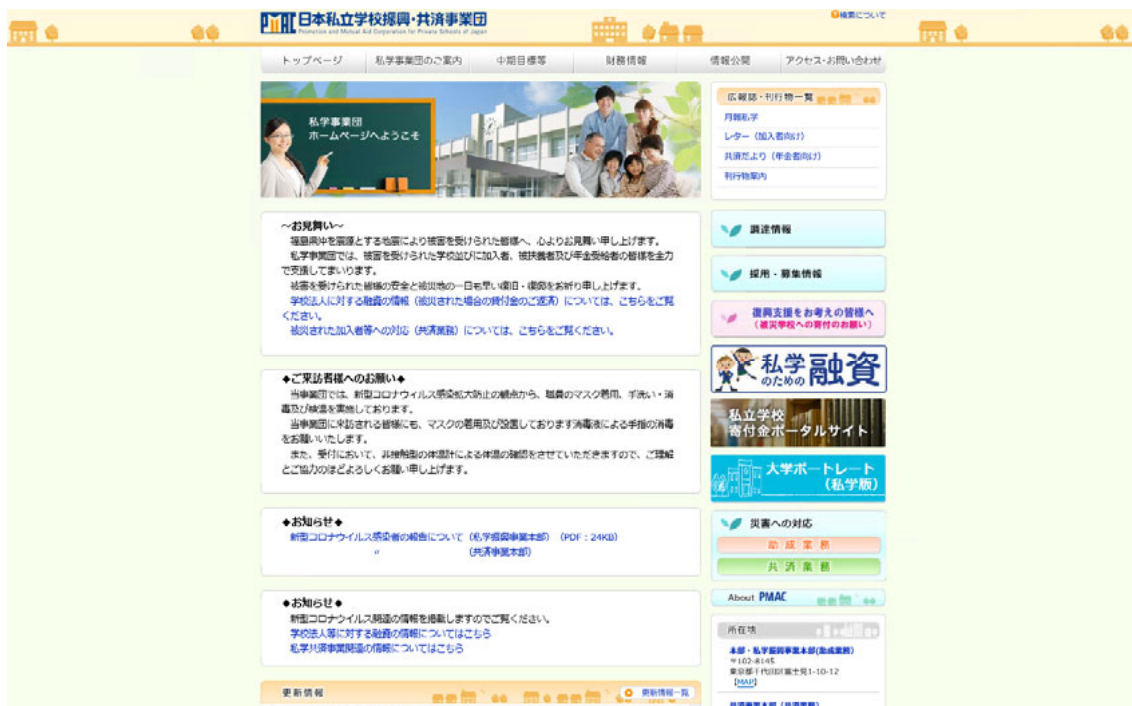 検索について
PMAC 日本私立学校振興・共済事業団
Promotion and Mutual Aid Corporation for Private Schools of Japan
トップページ 私学事業団のご案内 中期目標等 財務情報 情報公開 アクセス・お問い合わせ
私学事業団
ホームページへようこそ
～お見舞い～
福島県沖を震源とする地震により被害を受けられた皆様へ、心よりお見舞い申し上げます。
私学事業団では、被害を受けられた学校並びに加入者、被扶養者及び年金受給者の皆様を全力
で支援してまいります。
被害を受けられた皆様の安全と被災地の一日も早い復旧・復興をお祈り申し上げます。
学校法人に対する融資の情報（被災された場合の貸付金のご返済）については、こちらをご覧
ください。
被災された加入者等への対応（共済業務）については、こちらをご覧ください。
◆ご来訪者様へのお願い◆
当事業団では、新型コロナウィルス感染拡大防止の観点から、職員のマスク着用、手洗い・消
毒及び検温を実施しております。
当事業団に来訪される皆様にも、マスクの着用及び設置しております消毒液による手指の消毒
をお願いいたします。
また、受付において、非接触型の体温計による体温の確認をさせていただきますので、ご理解
とご協力のほどよろしくお願い申し上げます。
◆お知らせ◆
新型コロナウイルス感染者の報告について（私学振興事業本部）（PDF：24KB）
〃 （共済事業本部）
◆お知らせ◆
新型コロナウイルス関連の情報を掲載しますのでご覧ください。
学校法人等に対する融資の情報についてはこちら
私学共済事業関連の情報についてはこちら
更新情報
更新情報一覧
広報誌・刊行物一覧
月報私学
レター（加入者向け）
共済だより（年金者向け）
刊行物案内
調達情報
採用・募集情報
復興支援をお考えの皆様へ
（被災学校への寄付のお願い）
私学のための融資
私立学校
寄付金ポータルサイト
大学ポートレート
（私学版）
災害への対応
助成業務
共済業務
About PMAC
所在地
本部・私学振興事業本部(助成業務)
〒102-8145
東京都千代田区富士見1-10-12
【MAP】
共済事業本部（共済業務）